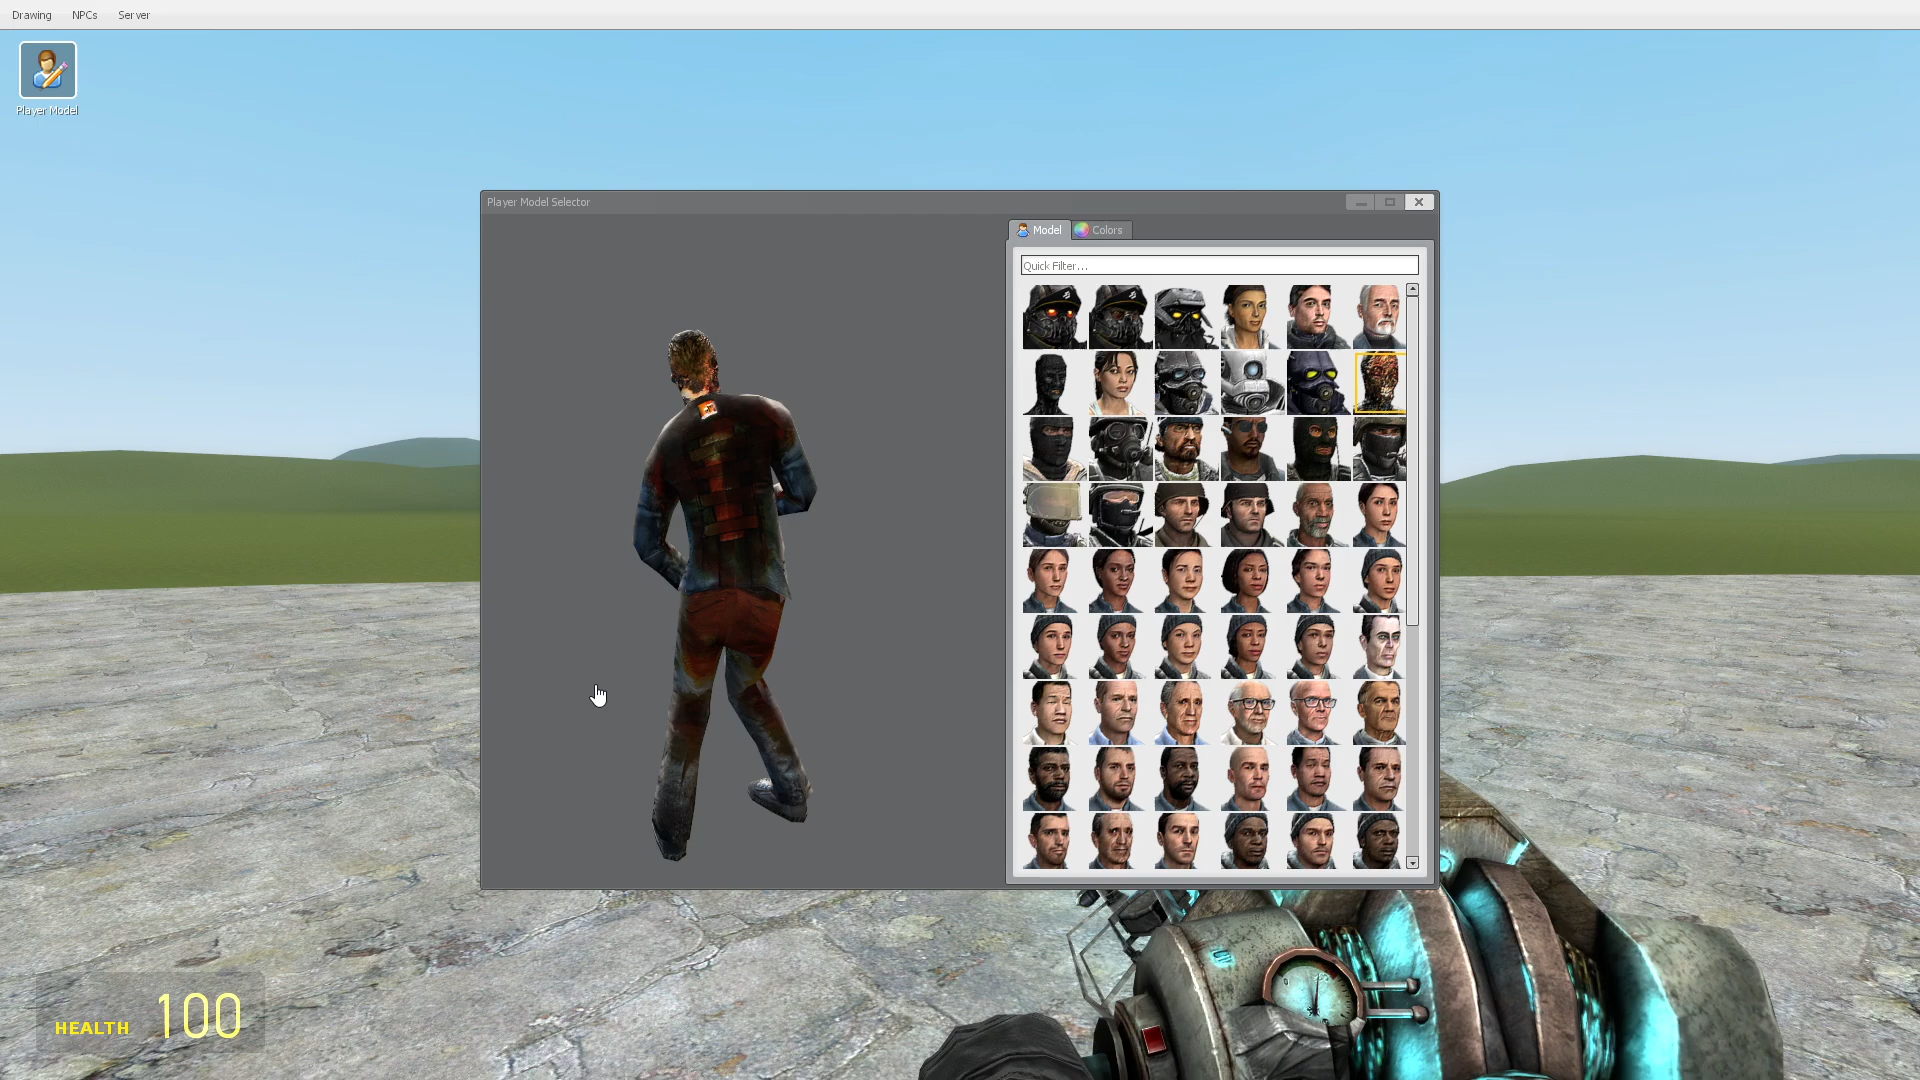 Drawing NPCs Server
Player Model
Player Model Selector
Model Colors
Quick Filter...
HEALTH 100